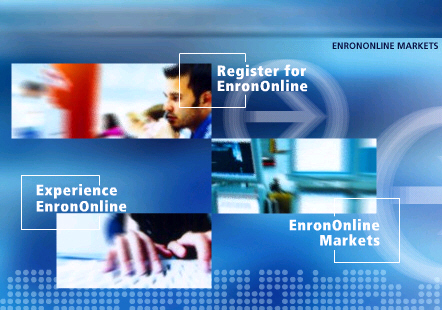 ENRONONLINE MARKETS
Register for
EnronOnline
Experience
EnronOnline
EnronOnline
Markets